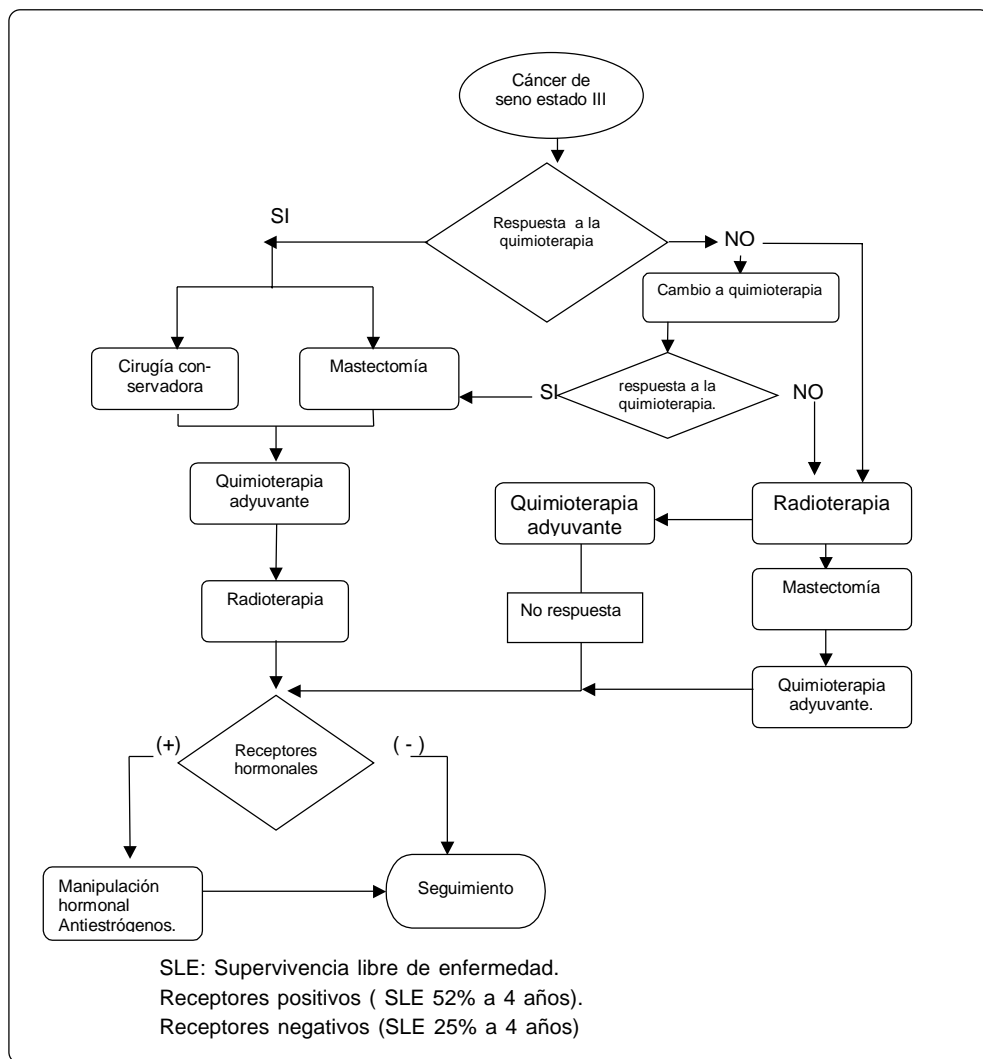 Cáncer de
seno estado III
SI
Respuesta a la
quimioterapia
NO
Cambio a quimioterapia
Cirugía con-
servadora
Mastectomía
SI
respuesta a la
quimioterapia.
NO
Quimioterapia
adyuvante
Quimioterapia
adyuvante
Radioterapia
Radioterapia
No respuesta
Mastectomía
Quimioterapia
adyuvante.
(+)
Receptores
hormonales
( - )
Manipulación
hormonal
Antiestrógenos.
Seguimiento
SLE: Supervivencia libre de enfermedad.
Receptores positivos ( SLE 52% a 4 años).
Receptores negativos (SLE 25% a 4 años)